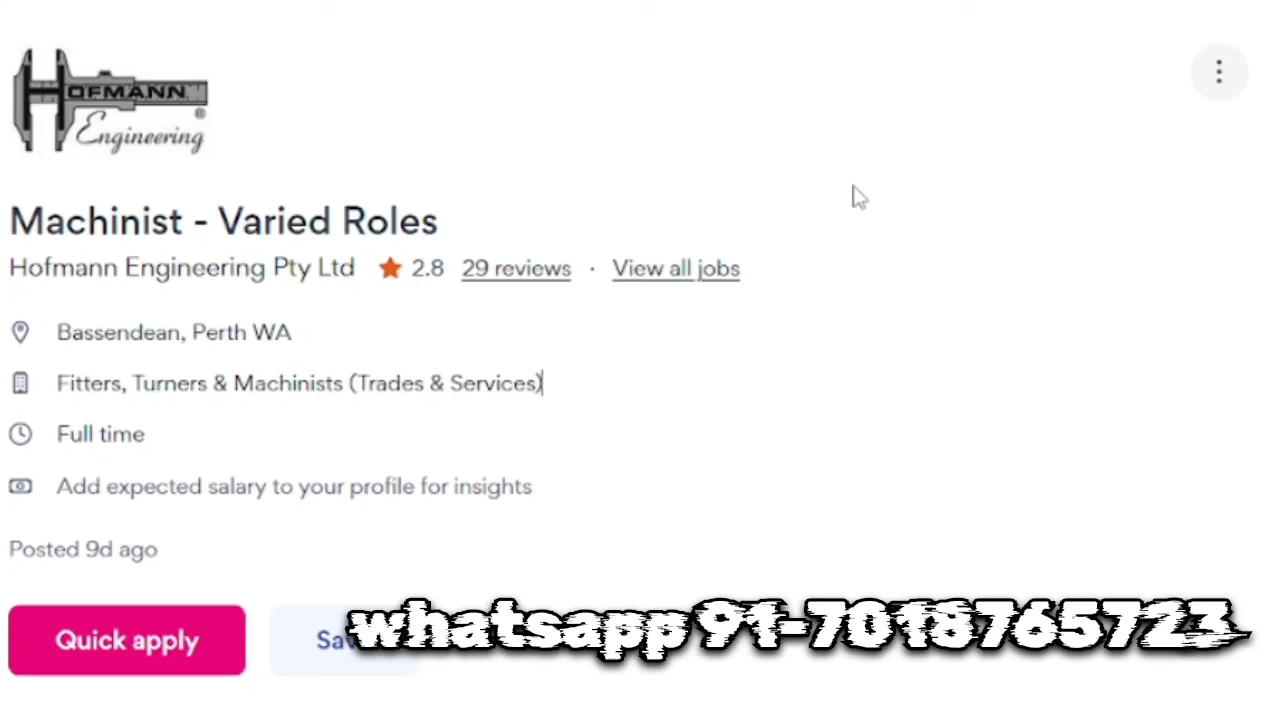 HOFMANN®
Engineering
Machinist - Varied Roles
Hofmann Engineering Pty Ltd 2.8 29 reviews · View all jobs
Bassendean, Perth WA
Fitters, Turners & Machinists (Trades & Services)
Full time
Add expected salary to your profile for insights
Posted 9d ago
Quick apply
whatsapp 91-7018765723